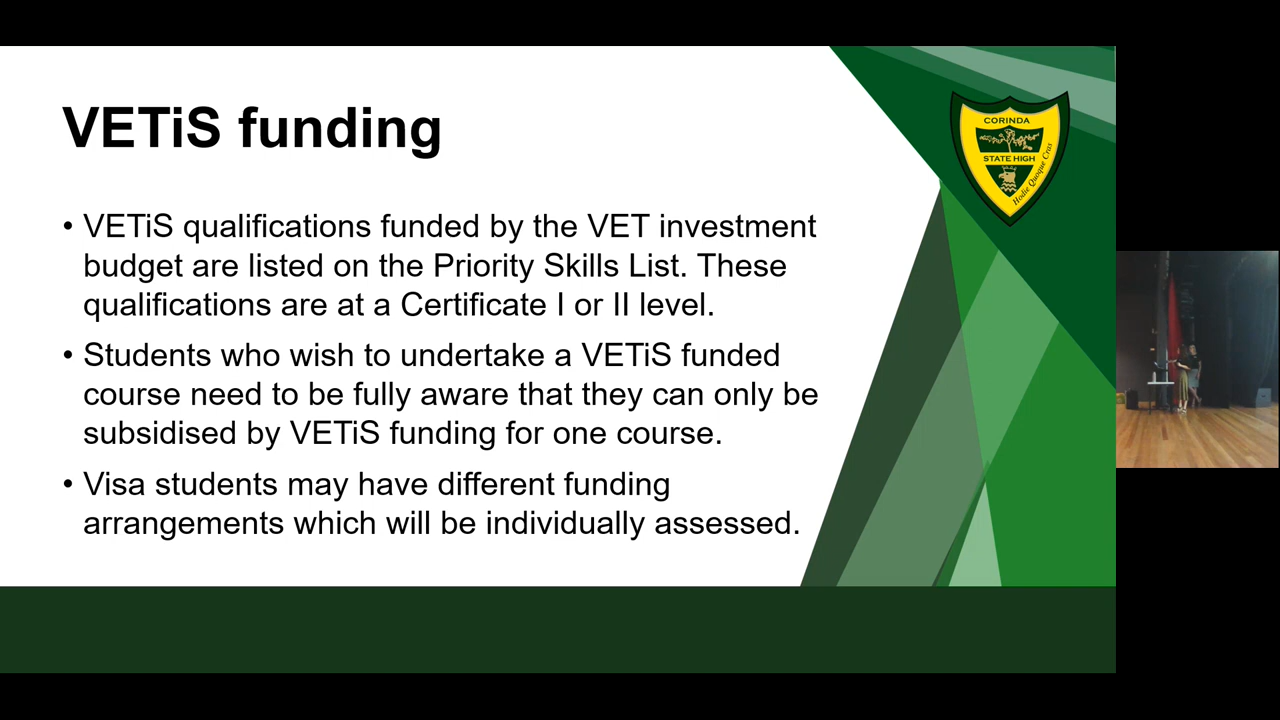 VETiS funding
CORINDA
STATE HIGH
Hodie Quoque Cras
• VETiS qualifications funded by the VET investment
budget are listed on the Priority Skills List. These
qualifications are at a Certificate I or II level.
• Students who wish to undertake a VETiS funded
course need to be fully aware that they can only be
subsidised by VETiS funding for one course.
• Visa students may have different funding
arrangements which will be individually assessed.